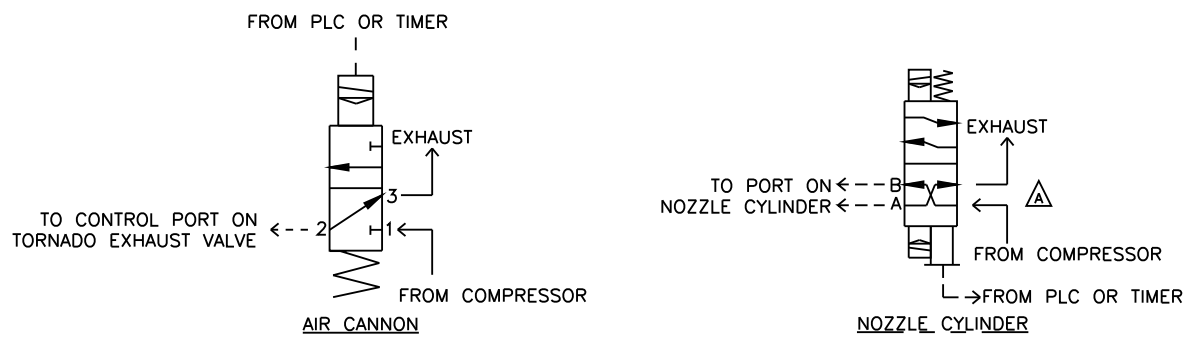 FROM PLC OR TIMER
EXHAUST
3
TO CONTROL PORT ON
TORNADO EXHAUST VALVE
2
1
FROM COMPRESSOR
AIR CANNON
EXHAUST
TO PORT ON
NOZZLE CYLINDER
B
A
A
FROM COMPRESSOR
FROM PLC OR TIMER
NOZZLE CYLINDER